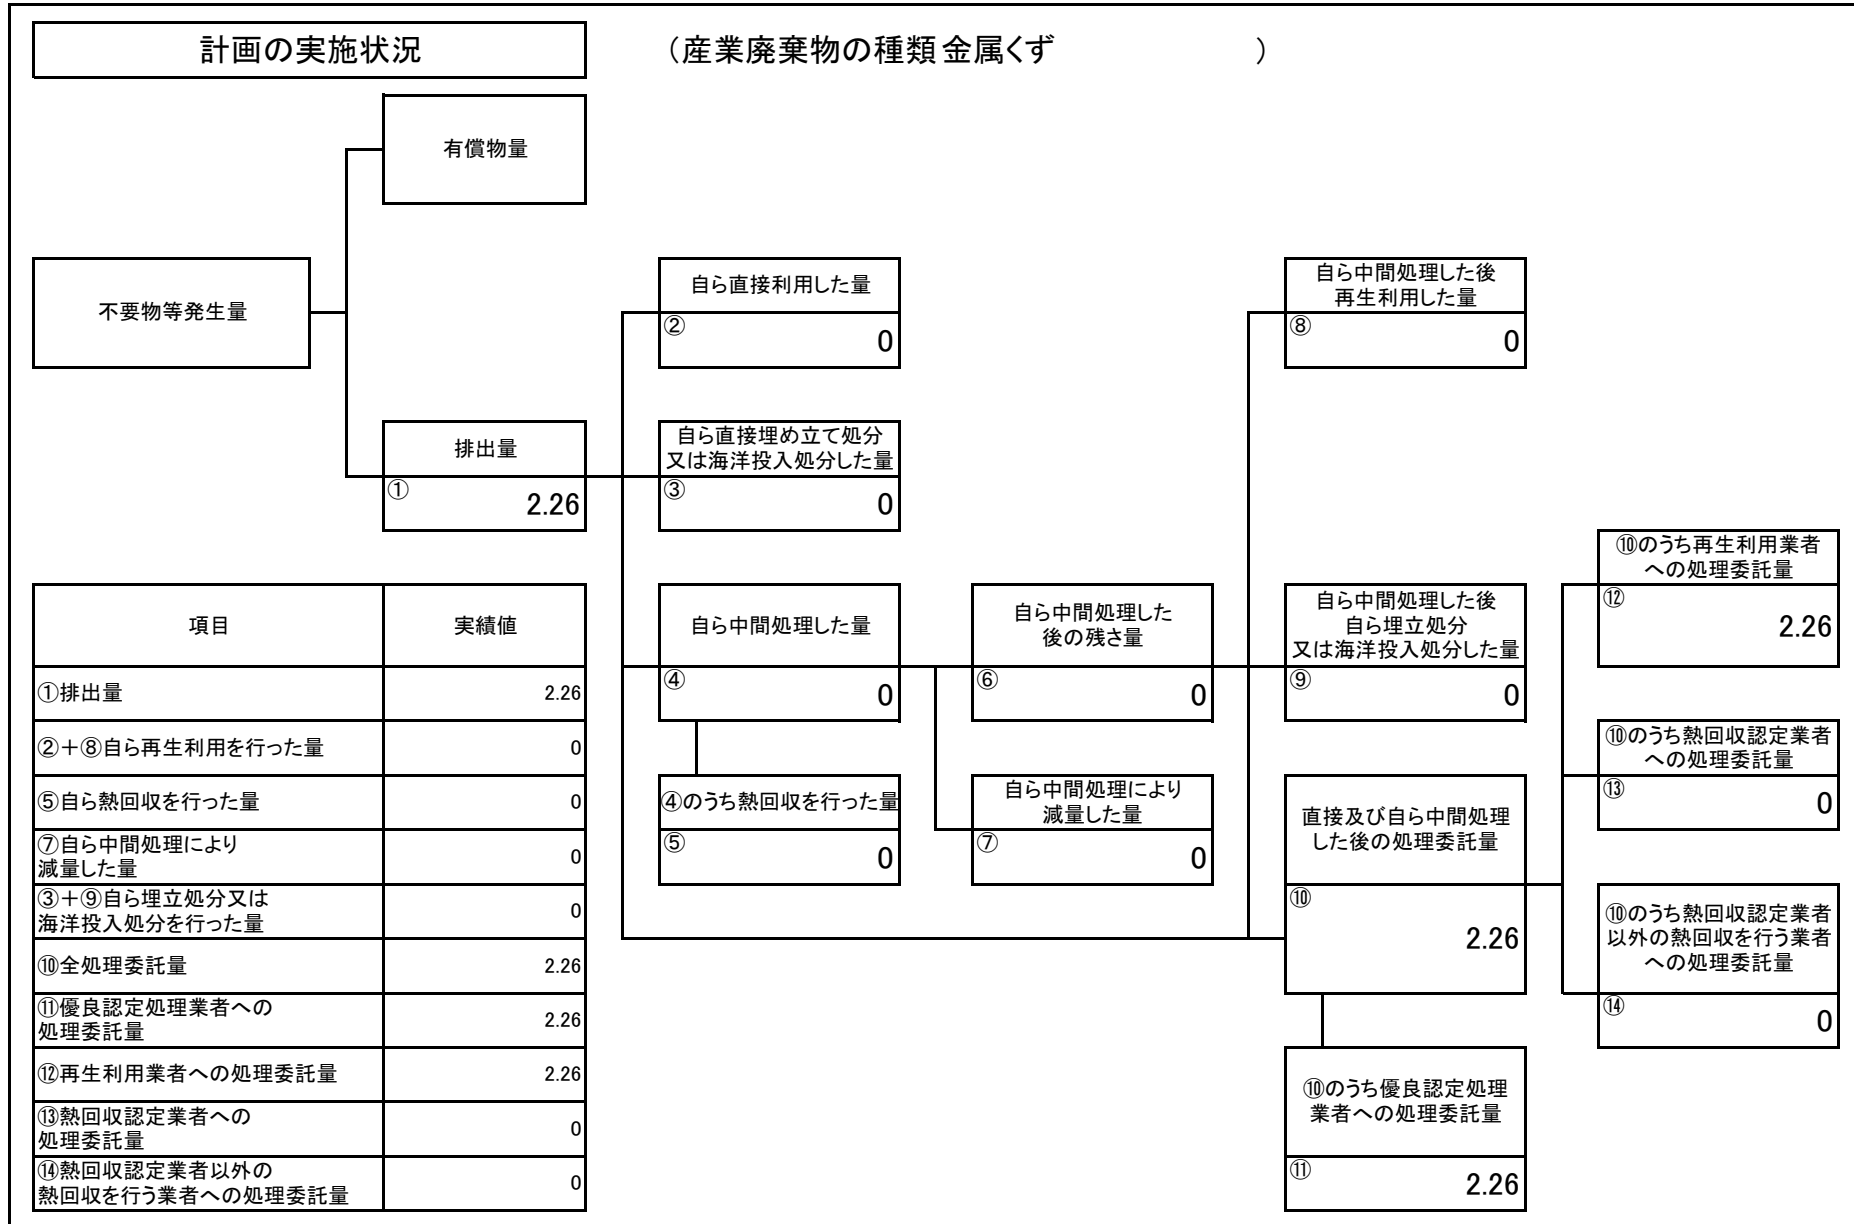 計画の実施状況
（産業廃棄物の種類 金属くず ）
有償物量
不要物等発生量
自ら直接利用した量
②
0
自ら中間処理した後
再生利用した量
⑧
0
排出量
①
2.26
自ら直接埋め立て処分
又は海洋投入処分した量
③
0
⑩のうち再生利用業者
への処理委託量
⑫
2.26
自ら中間処理した量
④
0
自ら中間処理した
後の残さ量
⑥
0
自ら中間処理した後
自ら埋立処分
又は海洋投入処分した量
⑨
0
⑩のうち熱回収認定業者
への処理委託量
⑬
0
④のうち熱回収を行った量
⑤
0
自ら中間処理により
減量した量
⑦
0
直接及び自ら中間処理
した後の処理委託量
⑩
2.26
⑩のうち熱回収認定業者
以外の熱回収を行う業者
への処理委託量
⑭
0
⑩のうち優良認定処理
業者への処理委託量
⑪
2.26
項目 実績値
①排出量 2.26
②＋⑧自ら再生利用を行った量 0
⑤自ら熱回収を行った量 0
⑦自ら中間処理により
減量した量 0
③＋⑨自ら埋立処分又は
海洋投入処分を行った量 0
⑩全処理委託量 2.26
⑪優良認定処理業者への
処理委託量 2.26
⑫再生利用業者への処理委託量 2.26
⑬熱回収認定業者への
処理委託量 0
⑭熱回収認定業者以外の
熱回収を行う業者への処理委託量 0